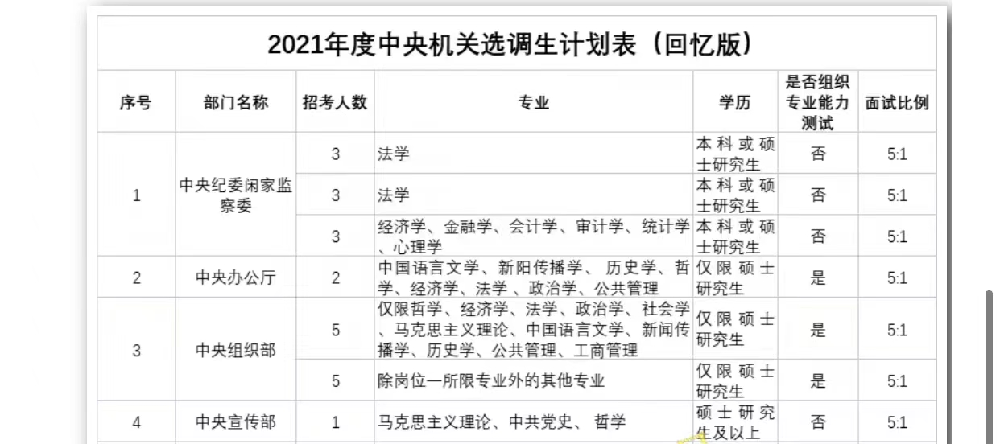 2021年度中央机关选调生计划表（回忆版）
序号 部门名称 招考人数 专业 学历 是否组织专业能力测试 面试比例
1 中央纪委闲家监察委 3 法学 本科或硕士研究生 否 5:1
3 法学 本科或硕士研究生 否 5:1
3 经济学、金融学、会计学、审计学、统计学、心理学 本科或硕士研究生 否 5:1
2 中央办公厅 2 中国语言文学、新阳传播学、 历史学、哲学、经济学、法学 、政治学、公共管理 仅限硕士研究生 是 5:1
3 中央组织部 5 仅限哲学、经济学、法学、政治学、社会学、马克思主义理论、中国语言文学、新闻传播学、历史学、公共管理、工商管理 仅限硕士研究生 是 5:1
5 除岗位一所限专业外的其他专业 仅限硕士研究生 是 5:1
4 中央宣传部 1 马克思主义理论、中共党史、 哲学 硕士研究生及以上 否 5:1